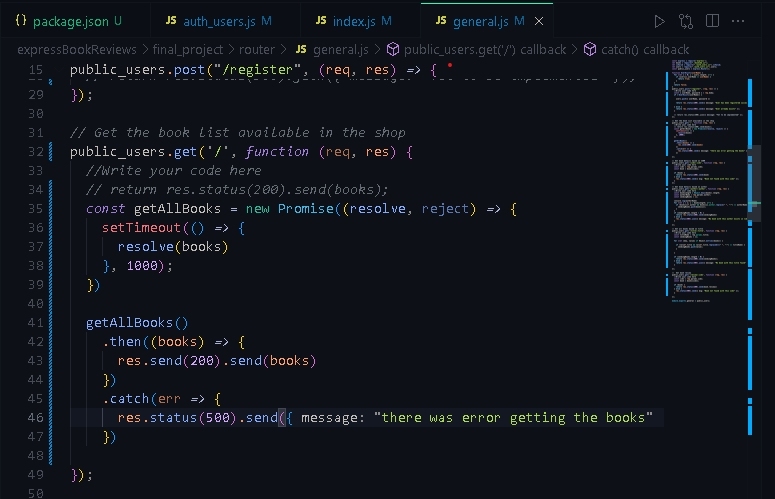 {} package.json U
JS auth_users.js M
JS index.js M
JS general.js M ×
expressBookReviews > final_project > router > JS general.js > public_users.get('/') callback > catch() callback
15 public_users.post("/register", (req, res) => {
29 });
30
31 // Get the book list available in the shop
32 public_users.get('/', function (req, res) {
33 //Write your code here
34 // return res.status(200).send(books);
35 const getAllBooks = new Promise((resolve, reject) => {
36 setTimeout(() => {
37 resolve(books)
38 }, 1000);
39 })
40
41 getAllBooks()
42 .then((books) => {
43 res.send(200).send(books)
44 })
45 .catch(err => {
46 res.status(500).send({ message: "there was error getting the books"
47 })
48
49 });
50